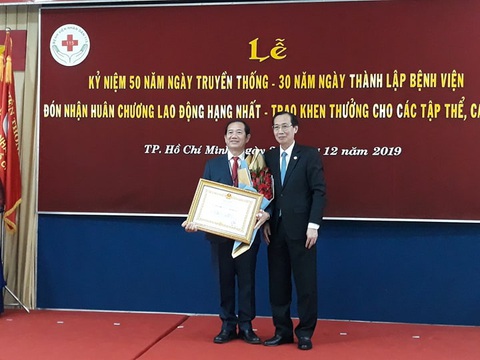 Lễ
KỶ NIỆM 50 NĂM NGÀY TRUYỀN THỐNG - 30 NĂM NGÀY THÀNH LẬP BỆNH VIỆN
ĐÓN NHẬN HUÂN CHƯƠNG LAO ĐỘNG HẠNG NHẤT - TRAO KHEN THƯỞNG CHO CÁC TẬP THỂ, CÁ
TP. Hồ Chí Minh, ngày 12 năm 2019